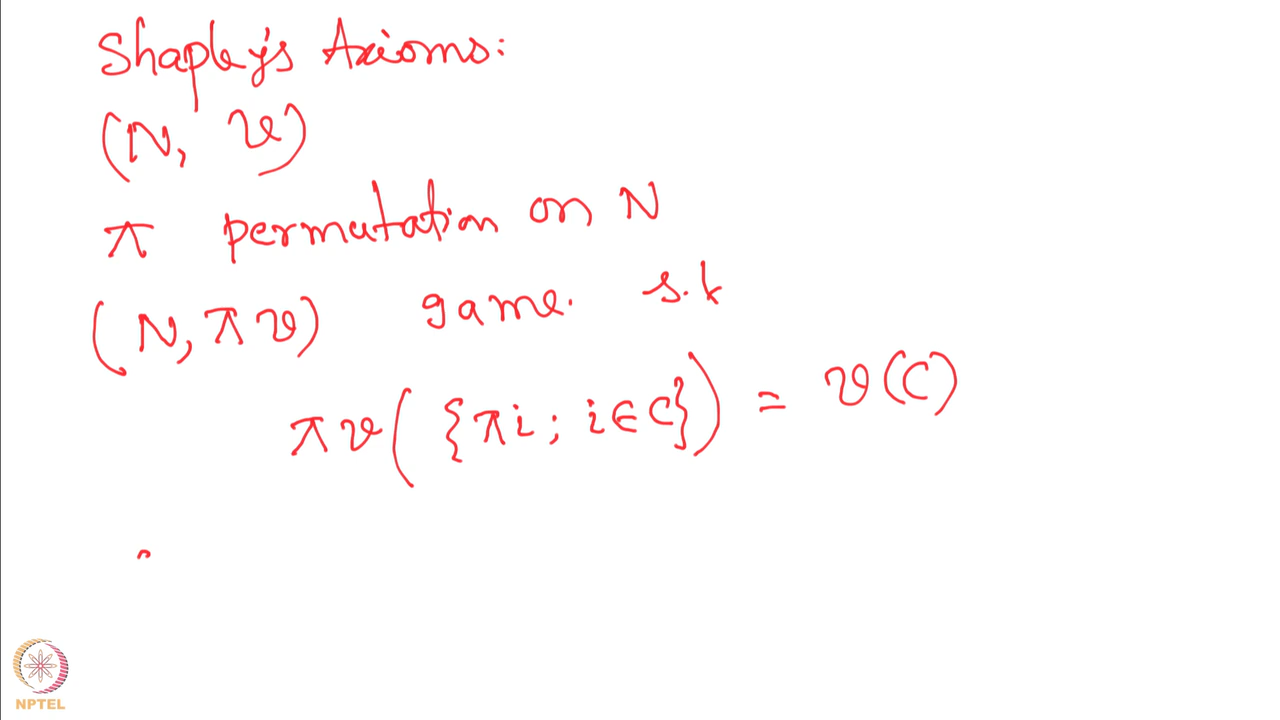 Shapley's Axioms:
(N, v)
π permutation on N
(N, πv) game. s.t
πv({πi; i∈C}) = v(C)
NPTEL